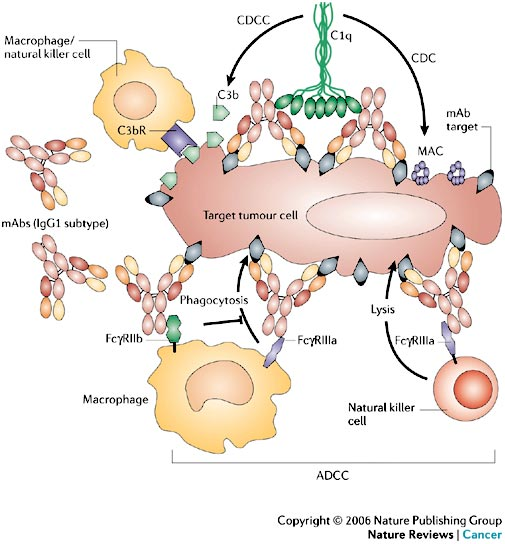 CDCC
C1q
Macrophage/
natural killer cell
C3b
CDC
C3bR
mAb
target
MAC
Target tumour cell
mAbs (IgG1 subtype)
Phagocytosis
Lysis
FcγRIIb
FcγRIIIa
FcγRIIIa
Macrophage
Natural killer
cell
ADCC
Copyright © 2006 Nature Publishing Group
Nature Reviews | Cancer